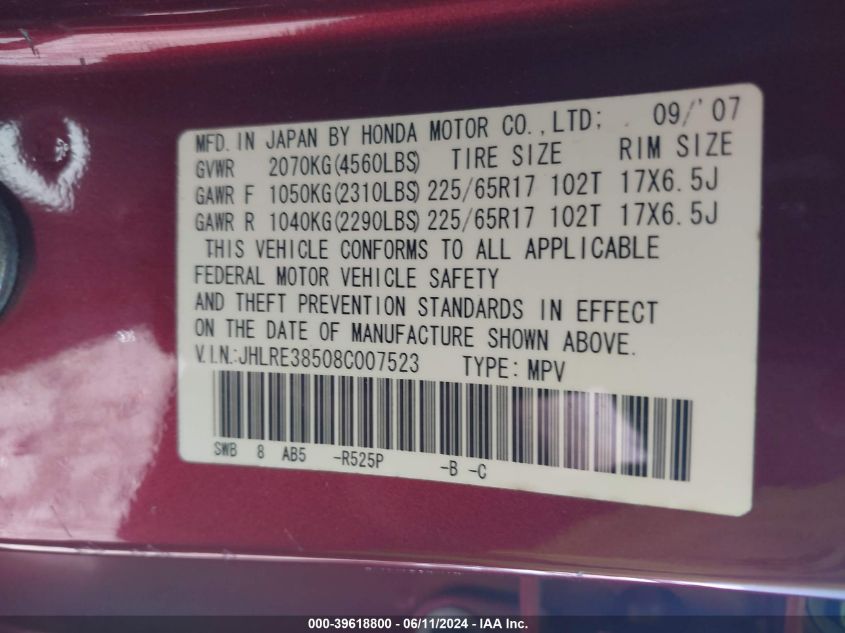 MFD. IN JAPAN BY HONDA MOTOR CO., LTD; 09/'07
GVWR 2070KG(4560LBS) TIRE SIZE RIM SIZE
GAWR F 1050KG(2310LBS) 225/65R17 102T 17X6.5J
GAWR R 1040KG(2290LBS) 225/65R17 102T 17X6.5J
THIS VEHICLE CONFORMS TO ALL APPLICABLE
FEDERAL MOTOR VEHICLE SAFETY
AND THEFT PREVENTION STANDARDS IN EFFECT
ON THE DATE OF MANUFACTURE SHOWN ABOVE.
V.I.N.:JHLRE38508C007523 TYPE: MPV
SWB 8 AB5 -R525P -B -C
000-39618800 - 06/11/2024 - IAA Inc.